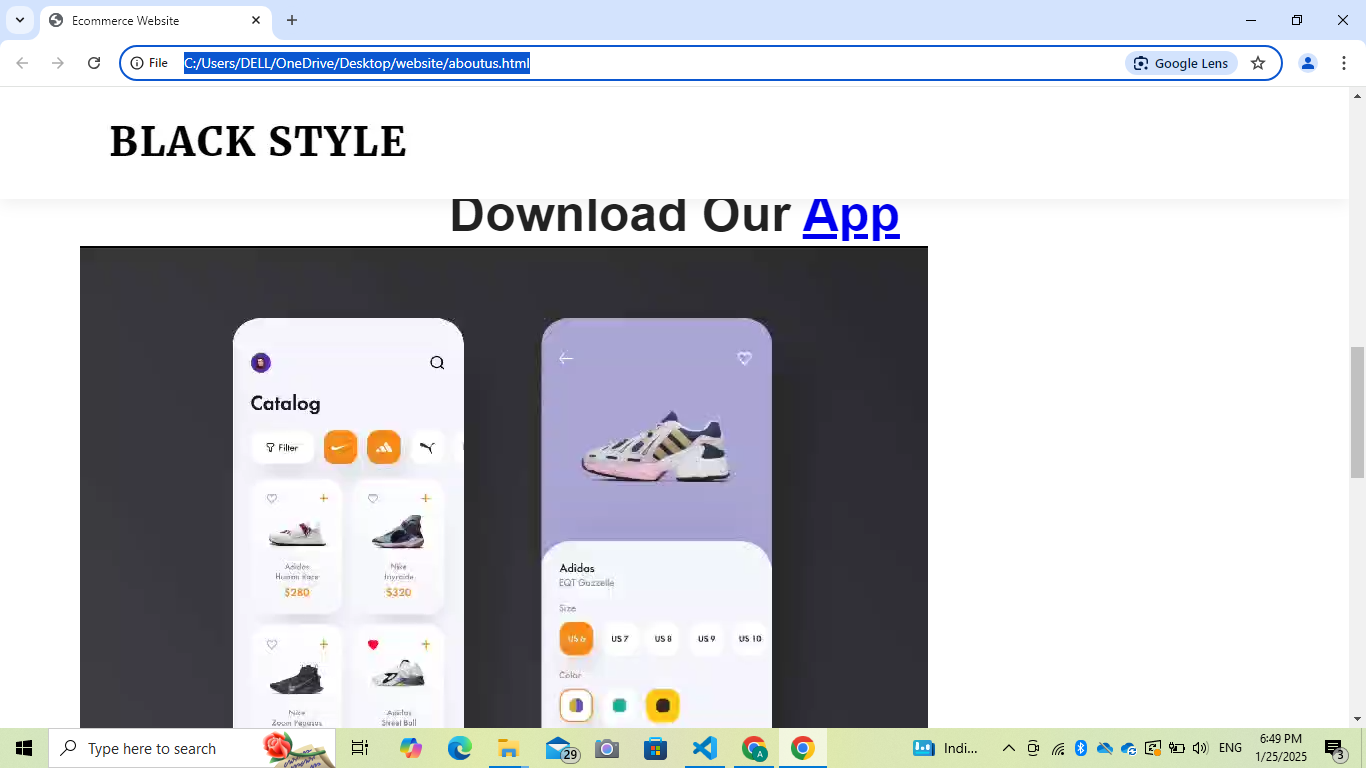 Ecommerce Website
File
C:/Users/DELL/OneDrive/Desktop/website/aboutus.html
Google Lens
BLACK STYLE
Download Our App
Catalog
Filter
Adidas
Human Race
$280
Nike
$320
Nike
Zoom Pegasus
Adidas
Street Ball
Adidas
EQT Guzzelle
Size
US 6 US 7 US 8 US 9 US 10
Color
Type here to search
29
A
Indi...
ENG
6:49 PM
1/25/2025
3